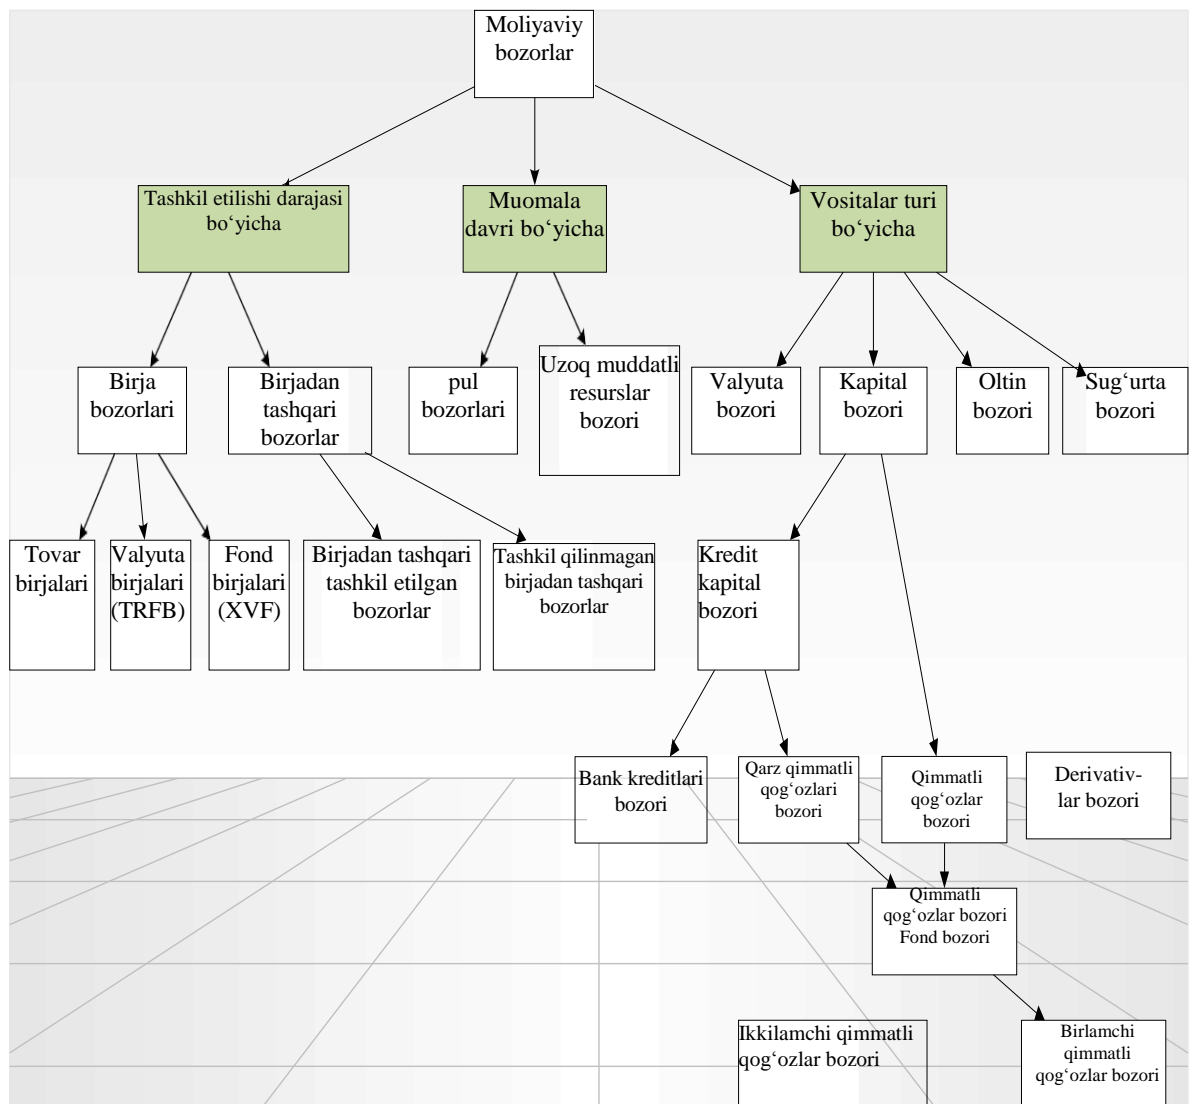 Moliyaviy
bozorlar
Tashkil etilishi darajasi
bo‘yicha
Muomala
davri bo‘yicha
Vositalar turi
bo‘yicha
Birja
bozorlari
Birjadan
tashqari
bozorlar
pul
bozorlari
Uzoq muddatli
resurslar
bozori
Valyuta
bozori
Kapital
bozori
Oltin
bozori
Sug‘urta
bozori
Tovar
birjalari
Valyuta
birjalari
(TRFB)
Fond
birjalari
(XVF)
Birjadan tashqari
tashkil etilgan
bozorlar
Tashkil qilinmagan
birjadan tashqari
bozorlar
Kredit
kapital
bozori
Bank kreditlari
bozori
Qarz qimmatli
qog‘ozlari
bozori
Qimmatli
qog‘ozlar
bozori
Derivativ-
lar bozori
Qimmatli
qog‘ozlar bozori
Fond bozori
Ikkilamchi qimmatli
qog‘ozlar bozori
Birlamchi
qimmatli
qog‘ozlar bozori